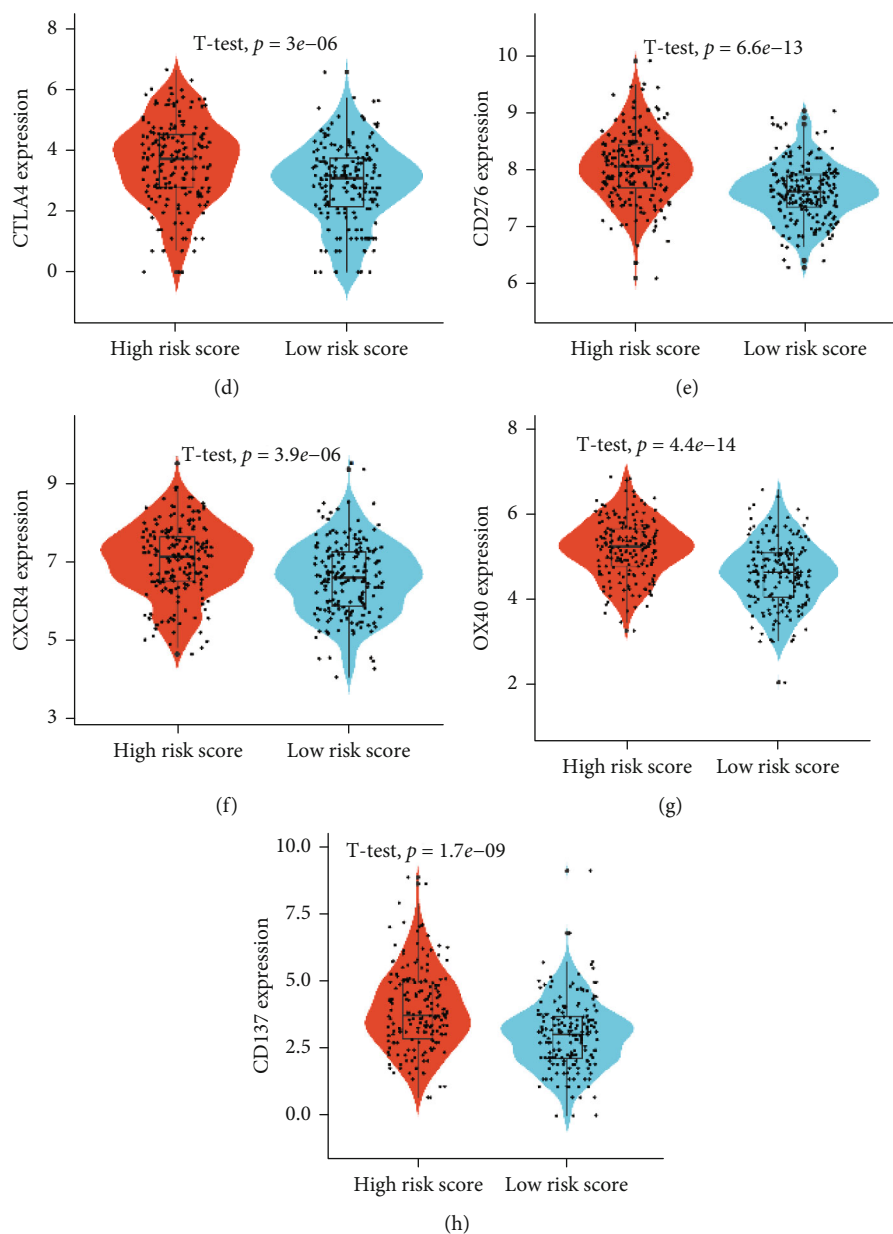 T-test, p = 3e−06
8
6
4
2
0
CTLA4 expression
High risk score
Low risk score
(d)
T-test, p = 6.6e−13
10
9
8
7
6
CD276 expression
High risk score
Low risk score
(e)
T-test, p = 3.9e−06
9
7
5
3
CXCR4 expression
High risk score
Low risk score
(f)
T-test, p = 4.4e−14
8
6
4
2
OX40 expression
High risk score
Low risk score
(g)
T-test, p = 1.7e−09
10.0
7.5
5.0
2.5
0.0
CD137 expression
High risk score
Low risk score
(h)